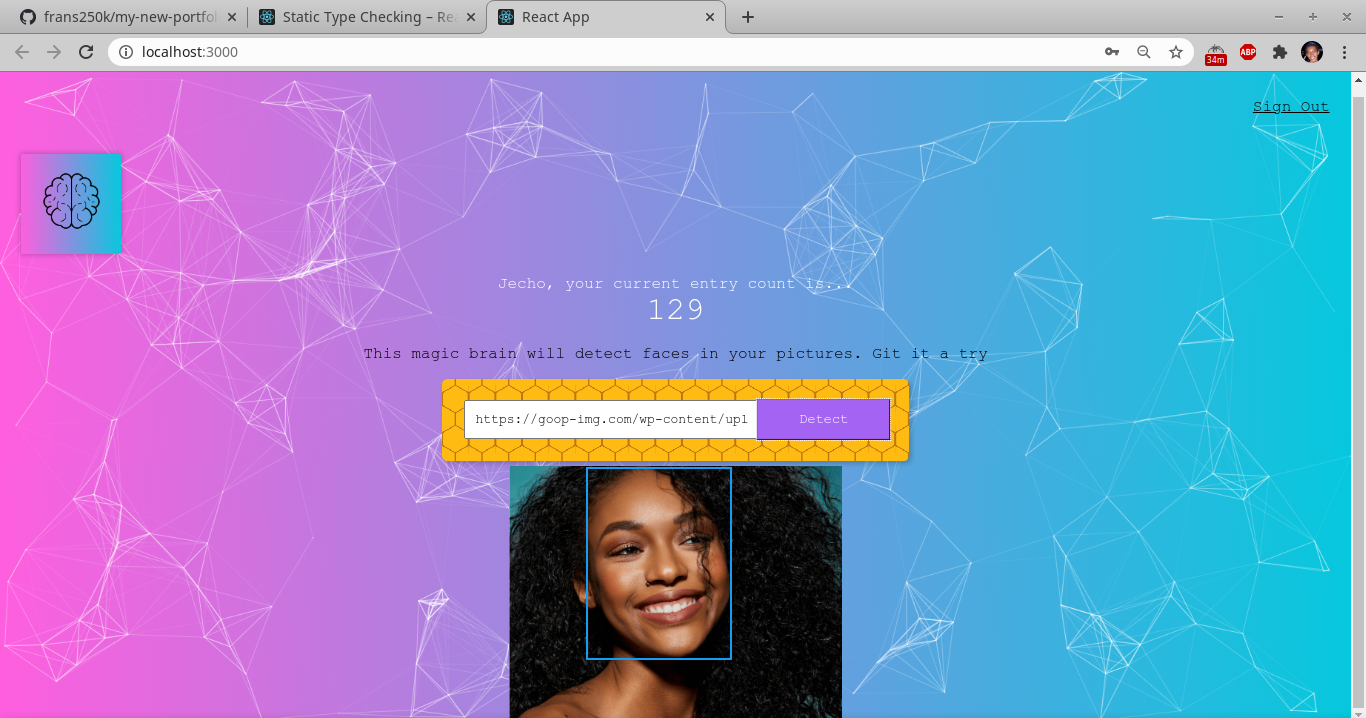 frans250k/my-new-portfol
Static Type Checking – Rea
React App
localhost:3000
34m
ABP
Sign Out
Jecho, your current entry count is...
129
This magic brain will detect faces in your pictures. Git it a try
https://goop-img.com/wp-content/upl
Detect